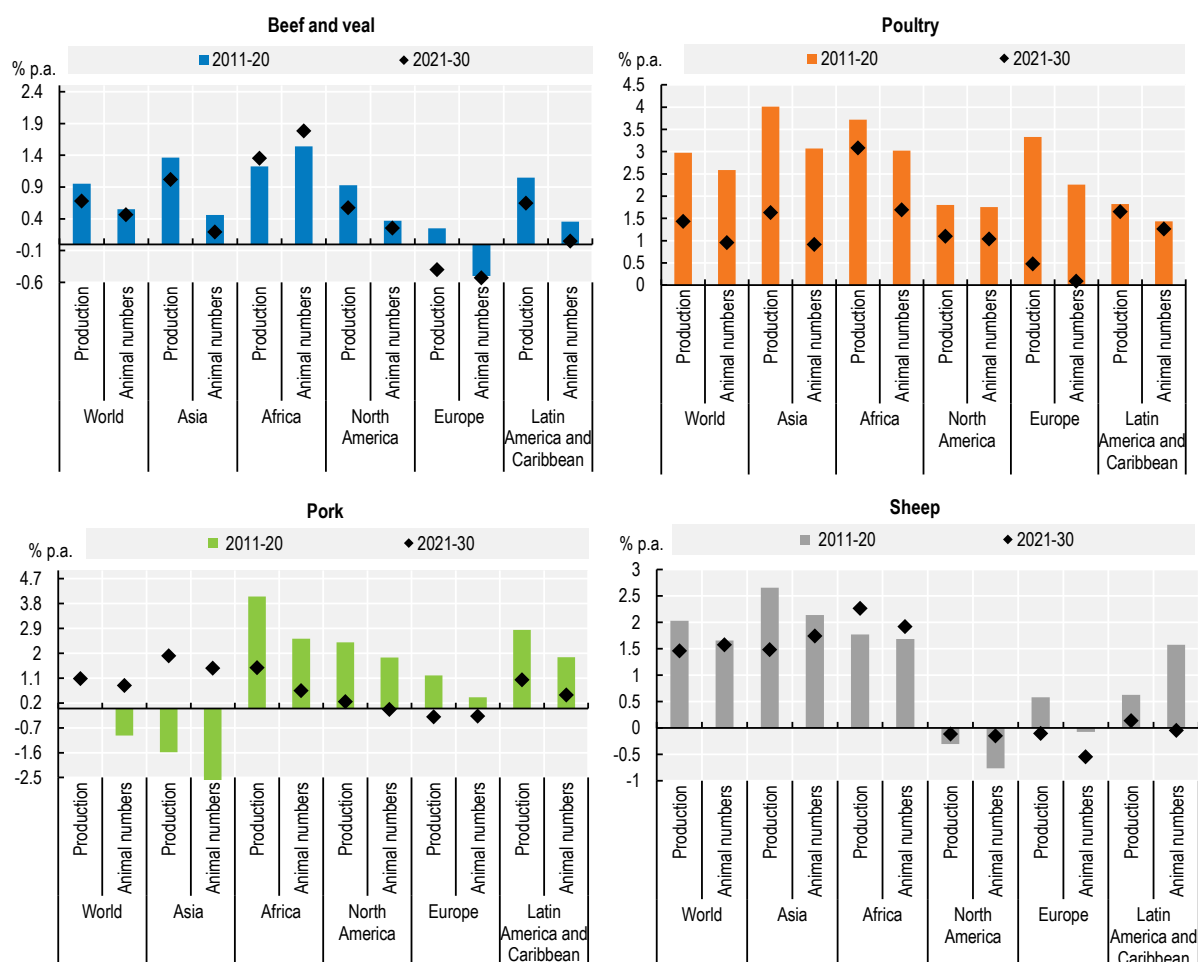 Beef and veal
2011-20 2021-30
% p.a.
2.4
1.9
1.4
0.9
0.4
-0.1
-0.6
Production Animal numbers Production Animal numbers Production Animal numbers Production Animal numbers Production Animal numbers Production Animal numbers
World Asia Africa North Europe Latin
America America and
Caribbean
Poultry
2011-20 2021-30
% p.a.
4.5
4
3.5
3
2.5
2
1.5
1
0.5
0
Production Animal numbers Production Animal numbers Production Animal numbers Production Animal numbers Production Animal numbers Production Animal numbers
World Asia Africa North Europe Latin
America America and
Caribbean
Pork
2011-20 2021-30
% p.a.
4.7
3.8
2.9
2
1.1
0.2
-0.7
-1.6
-2.5
Production Animal numbers Production Animal numbers Production Animal numbers Production Animal numbers Production Animal numbers Production Animal numbers
World Asia Africa North Europe Latin
America America and
Caribbean
Sheep
2011-20 2021-30
% p.a.
3
2.5
2
1.5
1
0.5
0
-0.5
-1
Production Animal numbers Production Animal numbers Production Animal numbers Production Animal numbers Production Animal numbers Production Animal numbers
World Asia Africa North Europe Latin
America America and
Caribbean